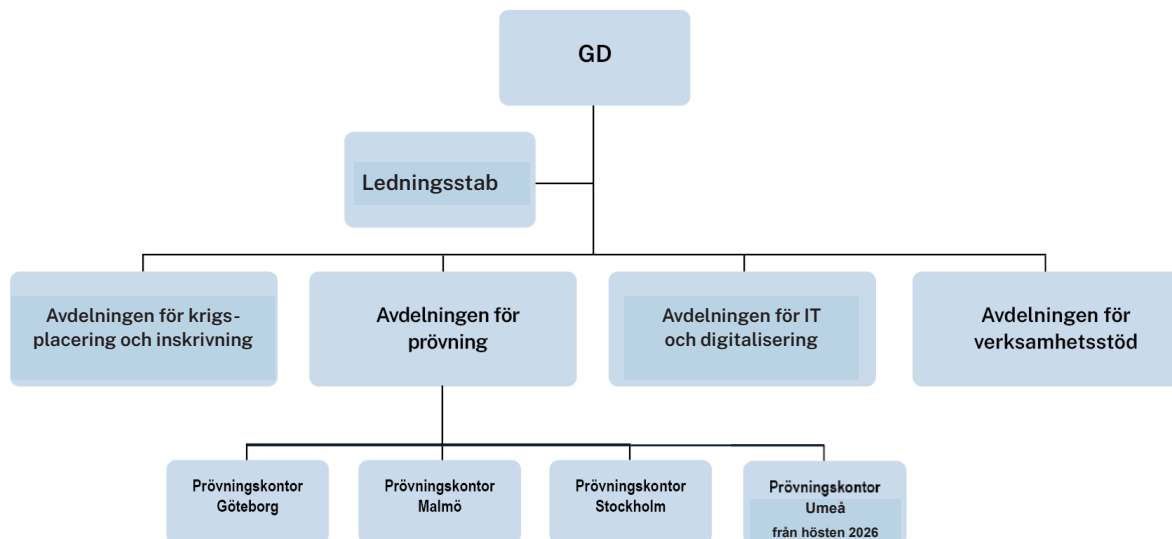 GD
Ledningsstab
Avdelningen för krigs-
placering och inskrivning
Avdelningen för
prövning
Avdelningen för IT
och digitalisering
Avdelningen för
verksamhetsstöd
Prövningskontor
Göteborg
Prövningskontor
Malmö
Prövningskontor
Stockholm
Prövningskontor
Umeå
från hösten 2026